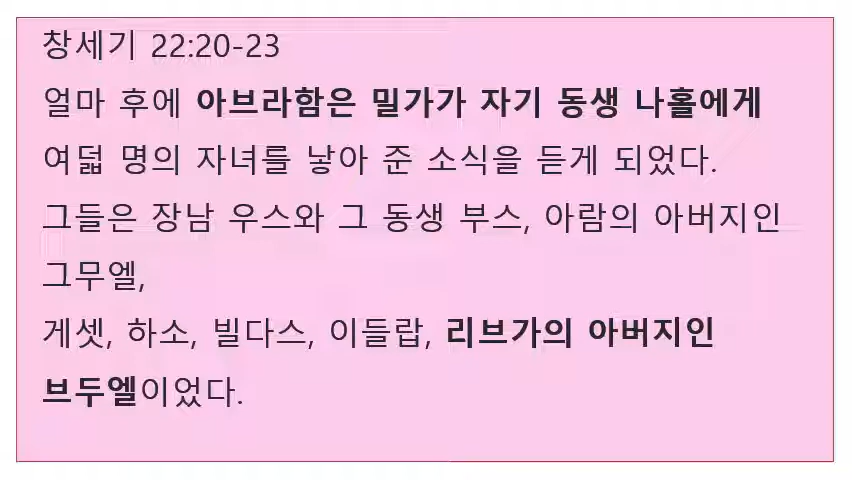 창세기 22:20-23
얼마 후에 아브라함은 밀가가 자기 동생 나홀에게
여덟 명의 자녀를 낳아 준 소식을 듣게 되었다.
그들은 장남 우스와 그 동생 부스, 아람의 아버지인
그무엘,
게셋, 하소, 빌다스, 이들랍, 리브가의 아버지인
브두엘이었다.